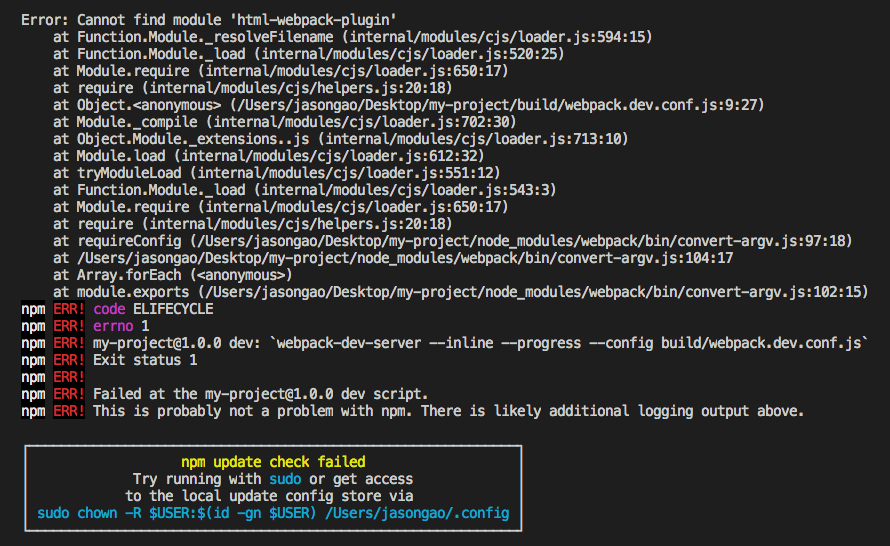 Error: Cannot find module 'html-webpack-plugin'
at Function.Module._resolveFilename (internal/modules/cjs/loader.js:594:15)
at Function.Module._load (internal/modules/cjs/loader.js:520:25)
at Module.require (internal/modules/cjs/loader.js:650:17)
at require (internal/modules/cjs/helpers.js:20:18)
at Object.<anonymous> (/Users/jasongao/Desktop/my-project/build/webpack.dev.conf.js:9:27)
at Module._compile (internal/modules/cjs/loader.js:702:30)
at Object.Module._extensions..js (internal/modules/cjs/loader.js:713:10)
at Module.load (internal/modules/cjs/loader.js:612:32)
at tryModuleLoad (internal/modules/cjs/loader.js:551:12)
at Function.Module._load (internal/modules/cjs/loader.js:543:3)
at Module.require (internal/modules/cjs/loader.js:650:17)
at require (internal/modules/cjs/helpers.js:20:18)
at requireConfig (/Users/jasongao/Desktop/my-project/node_modules/webpack/bin/convert-argv.js:97:18)
at /Users/jasongao/Desktop/my-project/node_modules/webpack/bin/convert-argv.js:104:17
at Array.forEach (<anonymous>)
at module.exports (/Users/jasongao/Desktop/my-project/node_modules/webpack/bin/convert-argv.js:102:15)
npm ERR! code ELIFECYCLE
npm ERR! errno 1
npm ERR! my-project@1.0.0 dev: `webpack-dev-server --inline --progress --config build/webpack.dev.conf.js`
npm ERR! Exit status 1
npm ERR!
npm ERR! Failed at the my-project@1.0.0 dev script.
npm ERR! This is probably not a problem with npm. There is likely additional logging output above.
npm update check failed
Try running with sudo or get access
to the local update config store via
sudo chown -R $USER:$(id -gn $USER) /Users/jasongao/.config